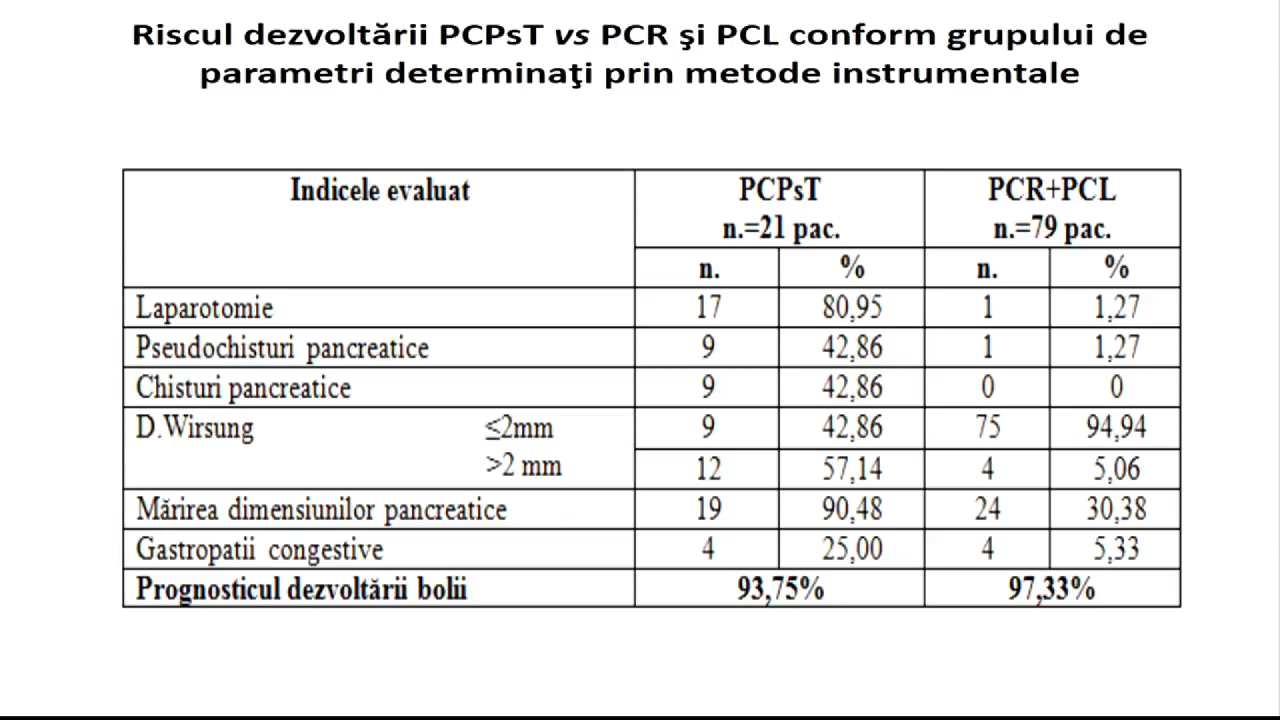 Riscul dezvoltării PCPsT vs PCR şi PCL conform grupului de
parametri determinaţi prin metode instrumentale
Indicele evaluat PCPsT PCR+PCL
n.=21 pac. n.=79 pac.
n. % n. %
Laparotomie 17 80,95 1 1,27
Pseudochisturi pancreatice 9 42,86 1 1,27
Chisturi pancreatice 9 42,86 0 0
D.Wirsung ≤2mm 9 42,86 75 94,94
>2 mm 12 57,14 4 5,06
Mărirea dimensiunilor pancreatice 19 90,48 24 30,38
Gastropatii congestive 4 25,00 4 5,33
Prognosticul dezvoltării bolii 93,75% 97,33%